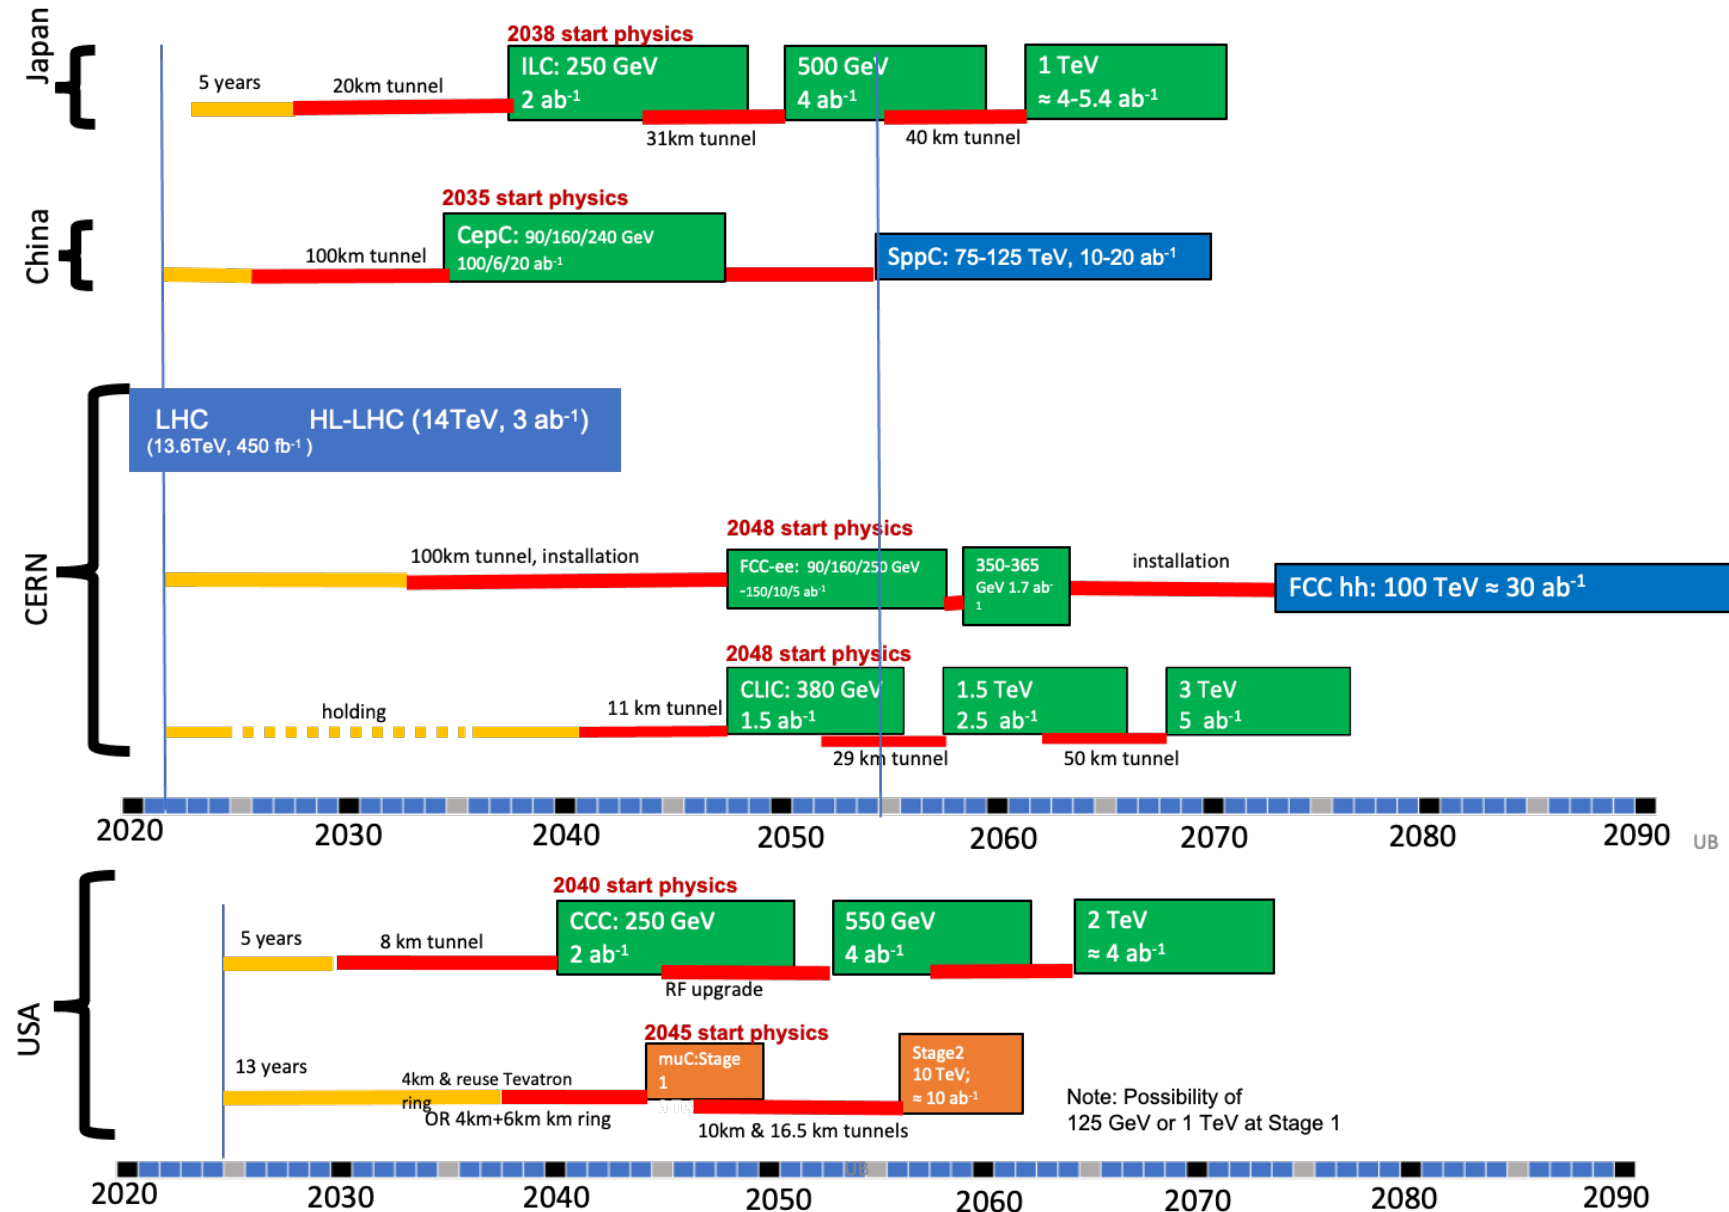 Japan
2038 start physics
5 years
20km tunnel
ILC: 250 GeV
2 ab⁻¹
31km tunnel
500 GeV
4 ab⁻¹
40 km tunnel
1 TeV
≈ 4-5.4 ab⁻¹
China
2035 start physics
100km tunnel
CepC: 90/160/240 GeV
100/6/20 ab⁻¹
SppC: 75-125 TeV, 10-20 ab⁻¹
CERN
LHC HL-LHC (14TeV, 3 ab⁻¹)
(13.6TeV, 450 fb⁻¹ )
2048 start physics
100km tunnel, installation
FCC-ee: 90/160/250 GeV
~150/10/5 ab⁻¹
350-365
GeV 1.7 ab⁻
¹
installation
FCC hh: 100 TeV ≈ 30 ab⁻¹
2048 start physics
holding
11 km tunnel
CLIC: 380 GeV
1.5 ab⁻¹
29 km tunnel
1.5 TeV
2.5 ab⁻¹
50 km tunnel
3 TeV
5 ab⁻¹
2020 2030 2040 2050 2060 2070 2080 2090
UB
USA
2040 start physics
5 years
8 km tunnel
CCC: 250 GeV
2 ab⁻¹
RF upgrade
550 GeV
4 ab⁻¹
2 TeV
≈ 4 ab⁻¹
2045 start physics
13 years
4km & reuse Tevatron
ring
OR 4km+6km km ring
muC:Stage
1
10km & 16.5 km tunnels
Stage2
10 TeV;
≈ 10 ab⁻¹
Note: Possibility of
125 GeV or 1 TeV at Stage 1
UB
2020 2030 2040 2050 2060 2070 2080 2090